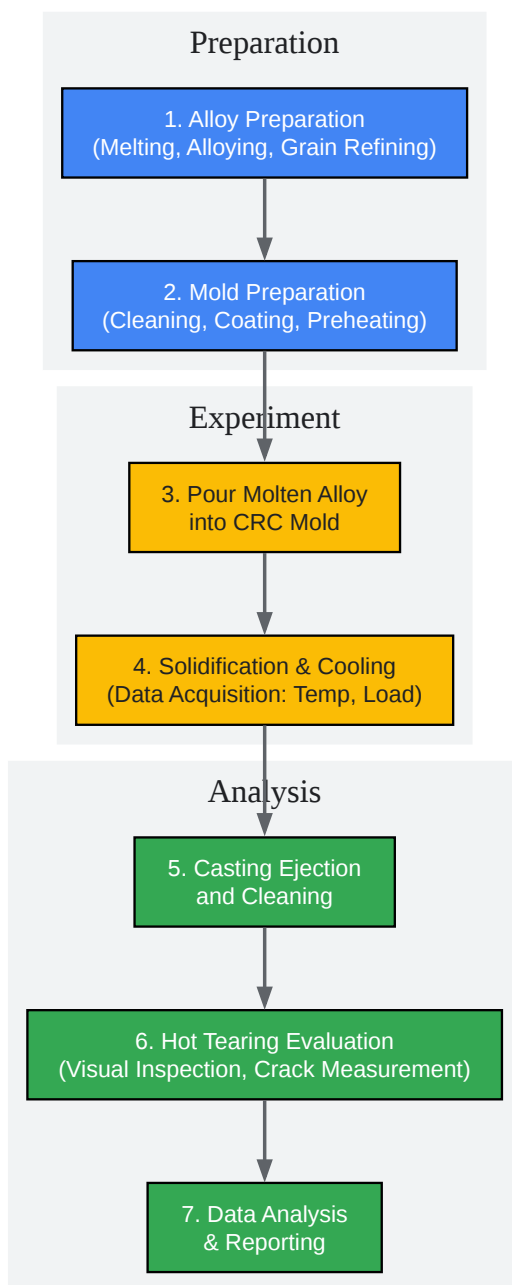 Preparation
1. Alloy Preparation
(Melting, Alloying, Grain Refining)
2. Mold Preparation
(Cleaning, Coating, Preheating)
Experiment
3. Pour Molten Alloy
into CRC Mold
4. Solidification & Cooling
(Data Acquisition: Temp, Load)
Analysis
5. Casting Ejection
and Cleaning
6. Hot Tearing Evaluation
(Visual Inspection, Crack Measurement)
7. Data Analysis
& Reporting